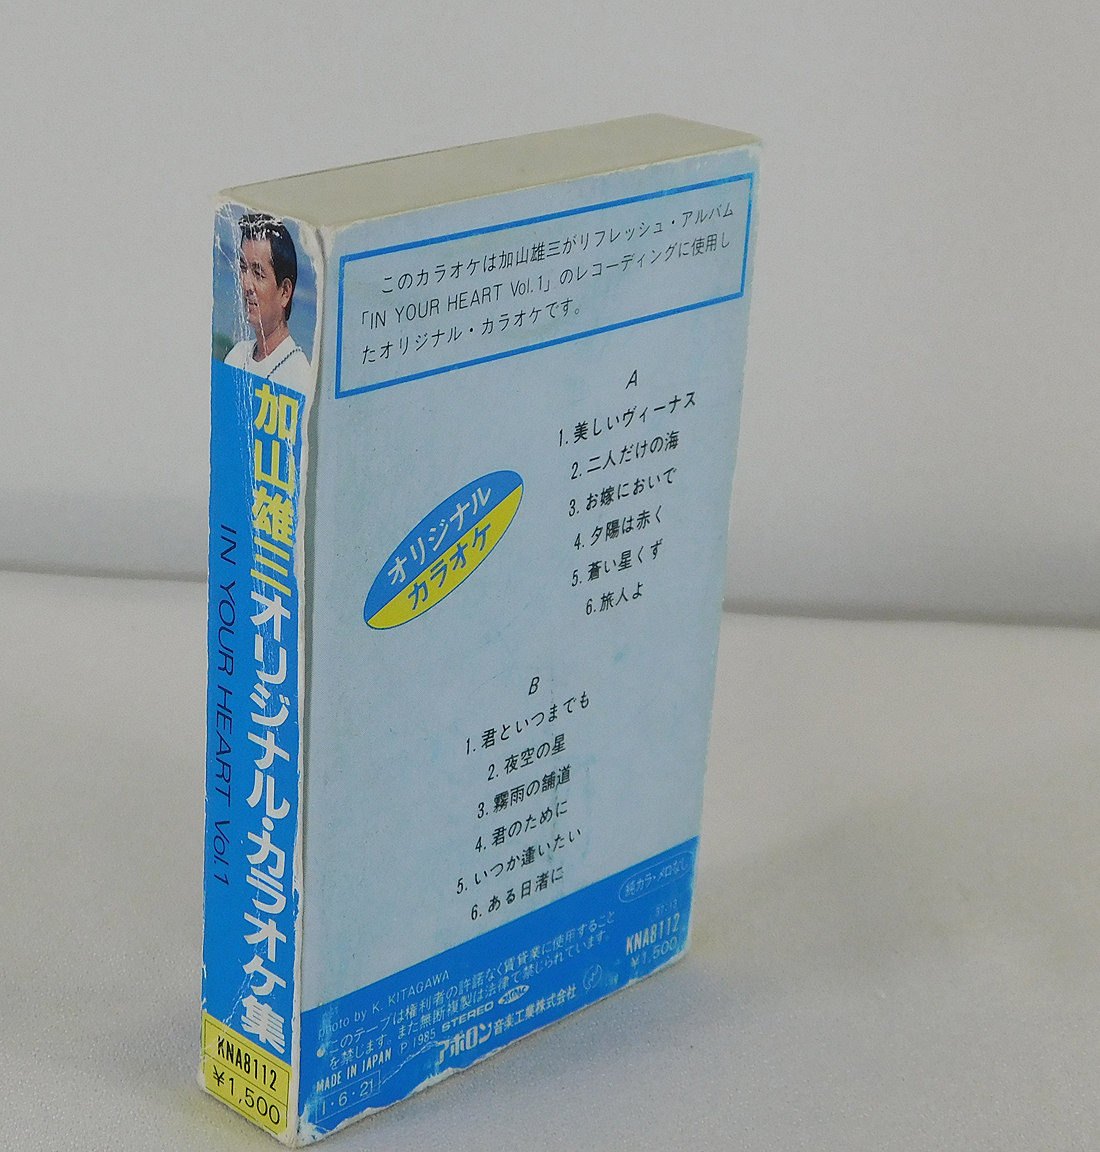 加山雄三オリジナル・カラオケ集
IN YOUR HEART Vol.1
KNA8112
¥1,500
このカラオケは加山雄三がリフレッシュ・アルバム
「IN YOUR HEART Vol.1」のレコーディングに使用し
たオリジナル・カラオケです。
オリジナル
カラオケ
A
1.美しいヴィーナス
2.二人だけの海
3.お嫁においで
4.夕陽は赤く
5.蒼い星くず
6.旅人よ
B
1.君といつまでも
2.夜空の星
3.霧雨の舗道
4.君のために
5.いつか逢いたい
6.ある日渚に
純カラ・メロなし
KNA8112
¥1,500
photo by K. KITAGAWA
●このテープは権利者の許諾なく賃貸業に使用すること
を禁じます。また無断複製は法律で禁じられています。
MADE IN JAPAN P 1985 STEREO
アポロン音楽工業株式会社
1・6・21